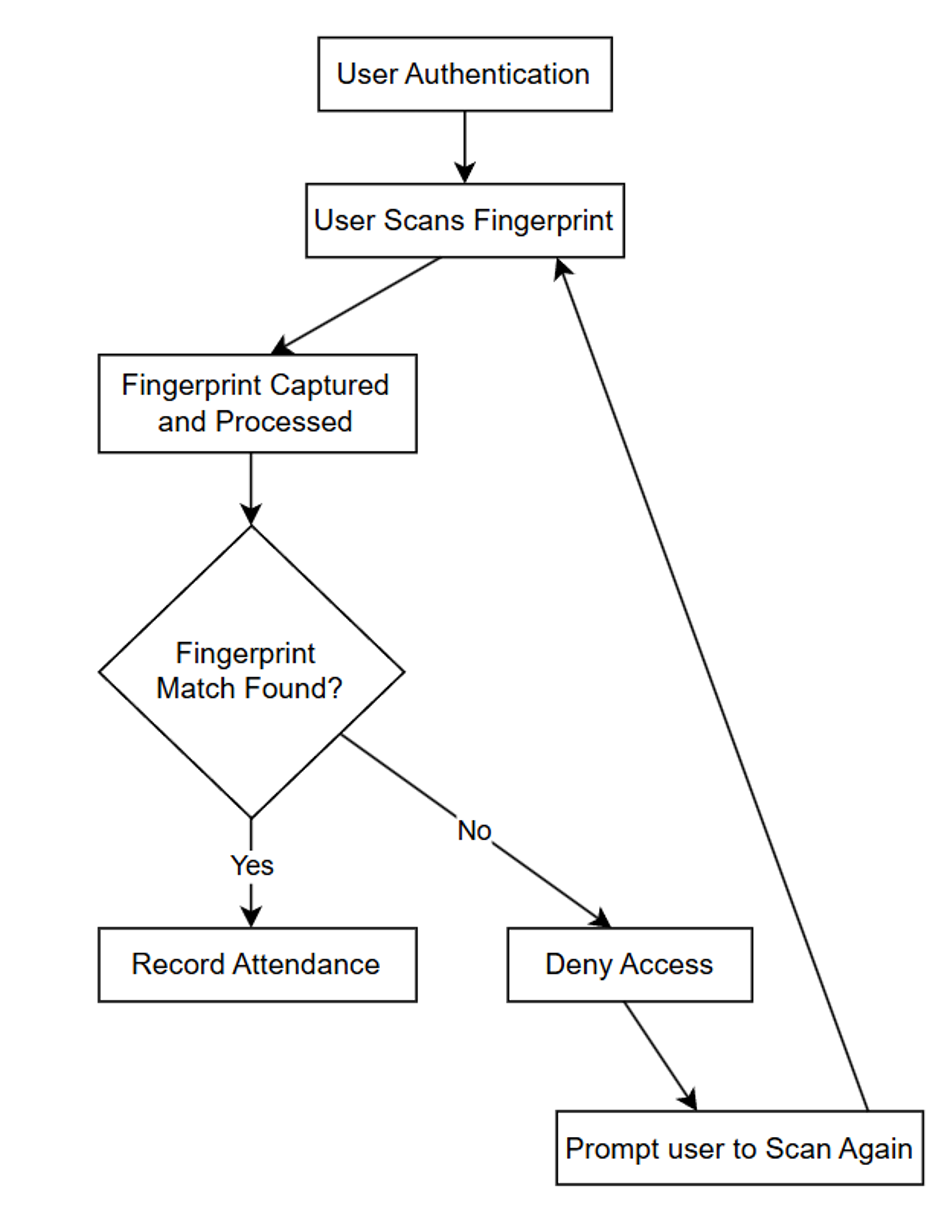 User Authentication
User Scans Fingerprint
Fingerprint Captured
and Processed
Fingerprint
Match Found?
No
Yes
Record Attendance
Deny Access
Prompt user to Scan Again